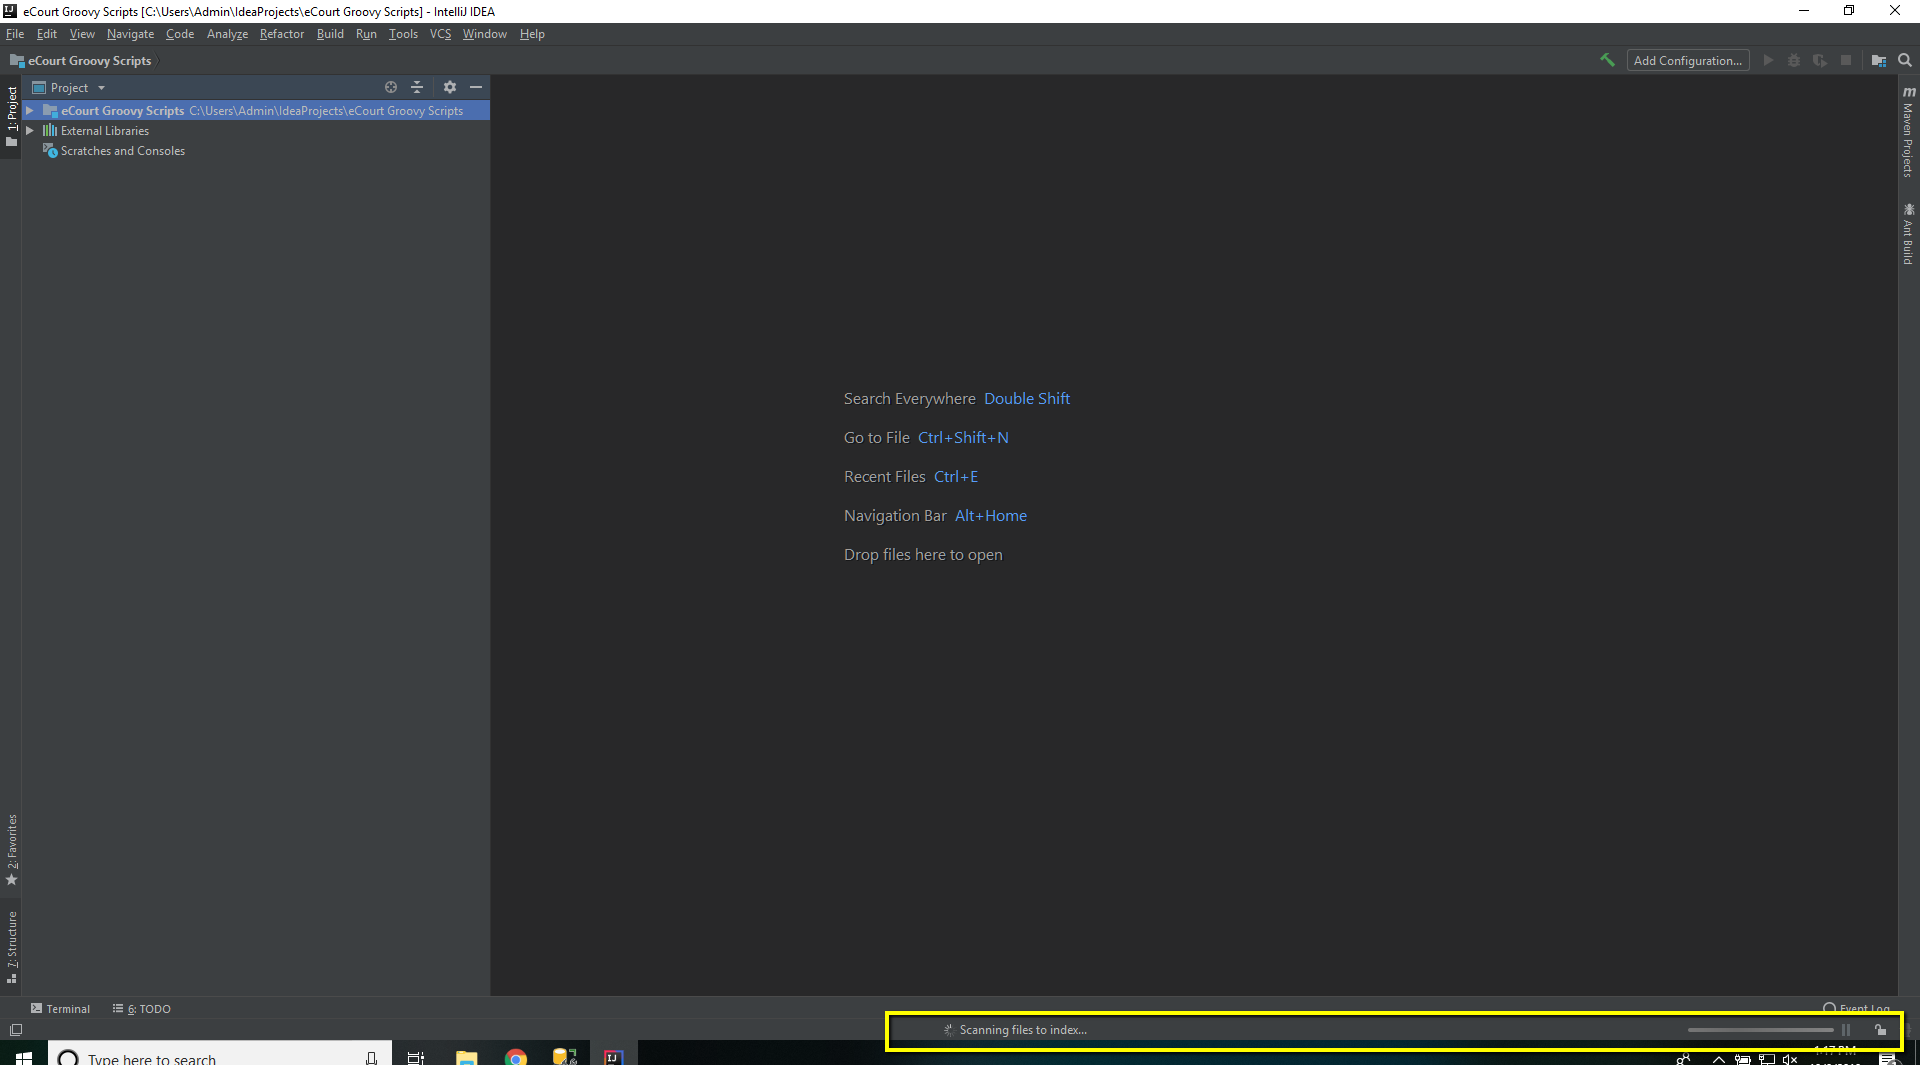 eCourt Groovy Scripts [C:\Users\Admin\IdeaProjects\eCourt Groovy Scripts] - IntelliJ IDEA
File Edit View Navigate Code Analyze Refactor Build Run Tools VCS Window Help
eCourt Groovy Scripts
Add Configuration...
Project
eCourt Groovy Scripts C:\Users\Admin\IdeaProjects\eCourt Groovy Scripts
External Libraries
Scratches and Consoles
1: Project
2: Favorites
7: Structure
Maven Projects
Ant Build
Search Everywhere Double Shift
Go to File Ctrl+Shift+N
Recent Files Ctrl+E
Navigation Bar Alt+Home
Drop files here to open
Terminal 6: TODO
Event Log
Scanning files to index...
Type here to search
1:17 PM